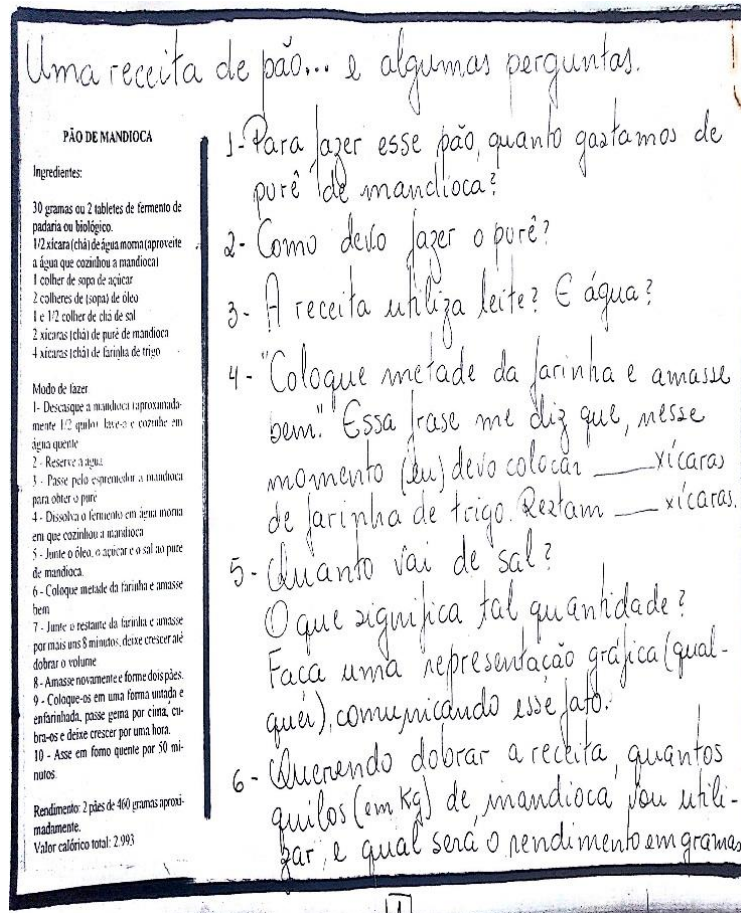 Uma receita de pão... e algumas perguntas.
PÃO DE MANDIOCA
Ingredientes:
30 gramas ou 2 tabletes de fermento de
padaria ou biológico.
1/2 xícara (chá) de água morna (aproveite
a água que cozinhou a mandioca)
1 colher de sopa de açúcar
2 colheres de (sopa) de óleo
1 e 1/2 colher de chá de sal
2 xícaras (chá) de purê de mandioca
4 xícaras (chá) de farinha de trigo
Modo de fazer
1- Descasque a mandioca (aproximada-
mente 1/2 quilo), lave-a e cozinhe em
água quente
2 - Reserve a água
3 - Passe pelo espremedor a mandioca
para obter o purê
4 - Dissolva o fermento em água morna
em que cozinhou a mandioca
5 - Junte o óleo, o açúcar e o sal ao purê
de mandioca.
6 - Coloque metade da farinha e amasse
bem
7 - Junte o restante da farinha e amasse
por mais uns 8 minutos, deixe crescer até
dobrar o volume
8 - Amasse novamente e forme dois pães.
9 - Coloque-os em uma forma untada e
enfarinhada, passe gema por cima, cu-
bra-os e deixe crescer por uma hora.
10 - Asse em forno quente por 50 mi-
nutos.
Rendimento: 2 pães de 460 gramas aproxi-
madamente.
Valor calórico total: 2.993
1- Para fazer esse pão, quanto gastamos de
purê de mandioca?
2- Como devo fazer o purê?
3- A receita utiliza leite? E água?
4- "Coloque metade da farinha e amasse
bem." Essa frase me diz que, nesse
momento (eu) devo colocar ____ xícaras
de farinha de trigo. Restam ____ xícaras.
5- Quanto vai de sal?
O que significa tal quantidade?
Faca uma representação gráfica (qual-
quer), comunicando esse fato.
6- Querendo dobrar a receita, quantos
quilos (em Kg) de mandioca vou utili-
zar, e qual será o rendimento em gramas
1